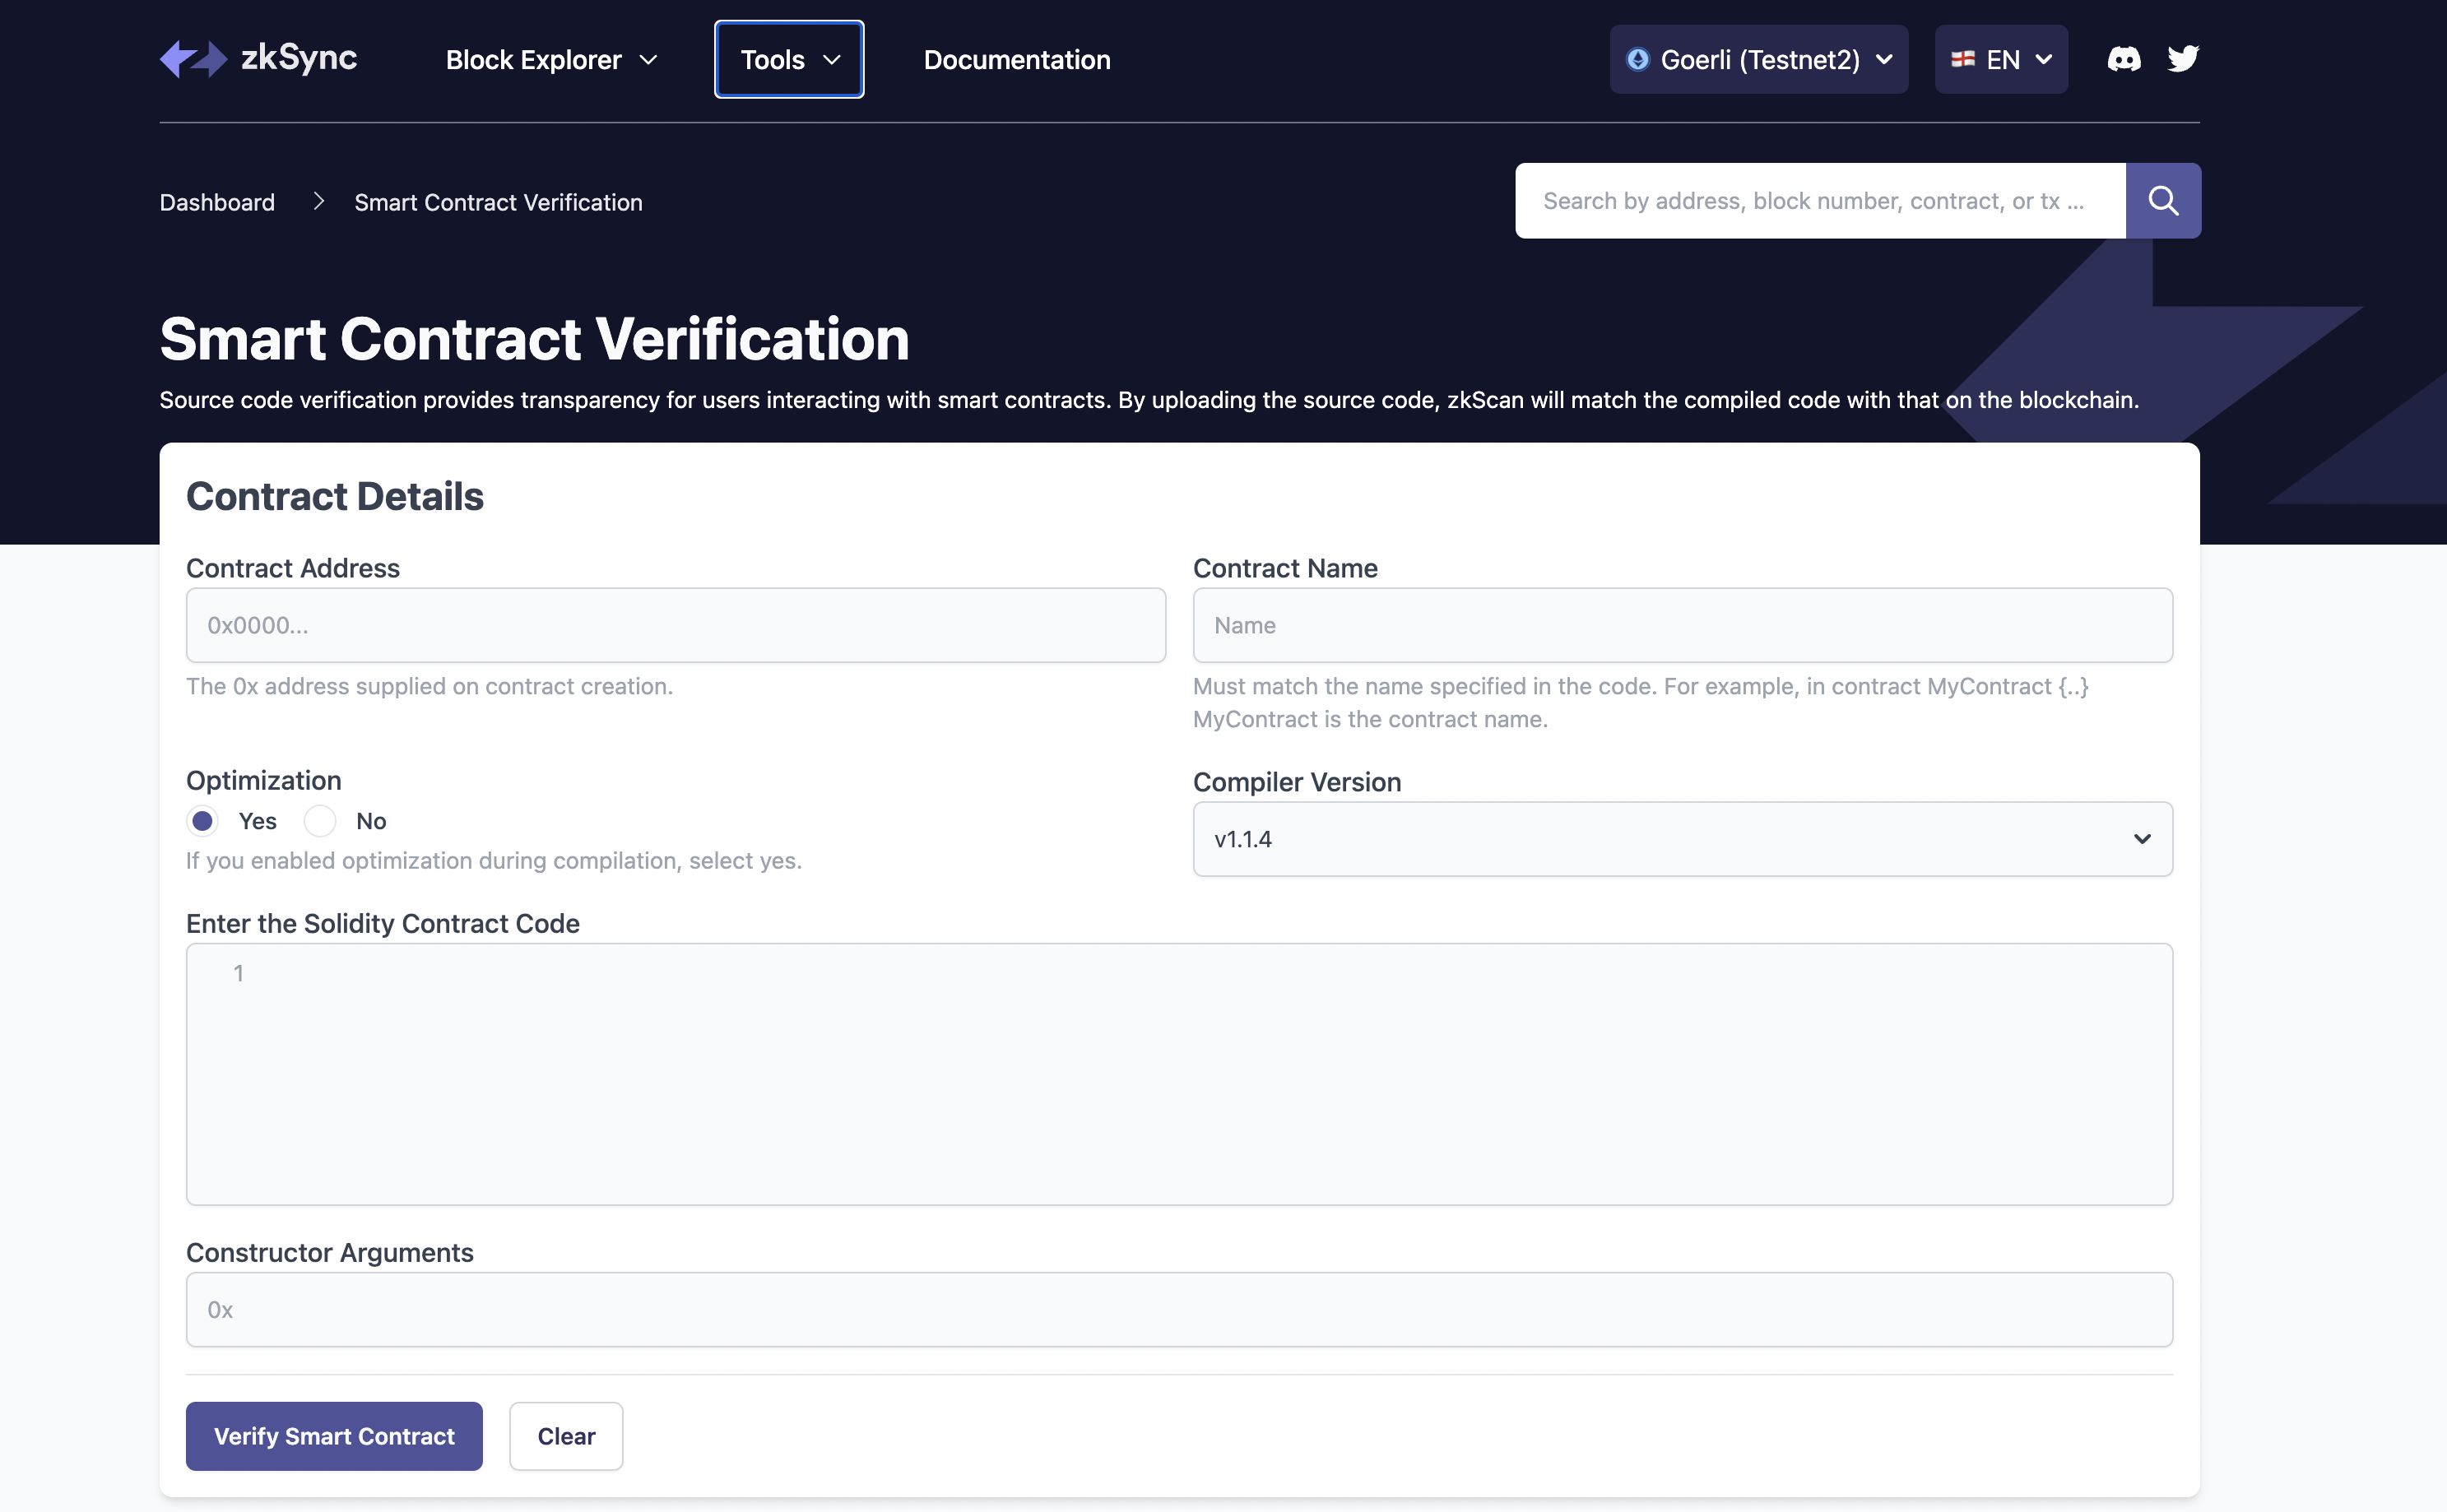 zkSync
Block Explorer
Tools
Documentation
Goerli (Testnet2)
EN
Dashboard
Smart Contract Verification
Search by address, block number, contract, or tx ...
Smart Contract Verification
Source code verification provides transparency for users interacting with smart contracts. By uploading the source code, zkScan will match the compiled code with that on the blockchain.
Contract Details
Contract Address
0x0000...
The 0x address supplied on contract creation.
Contract Name
Name
Must match the name specified in the code. For example, in contract MyContract {..}
MyContract is the contract name.
Optimization
Yes
No
If you enabled optimization during compilation, select yes.
Compiler Version
v1.1.4
Enter the Solidity Contract Code
1
Constructor Arguments
0x
Verify Smart Contract
Clear